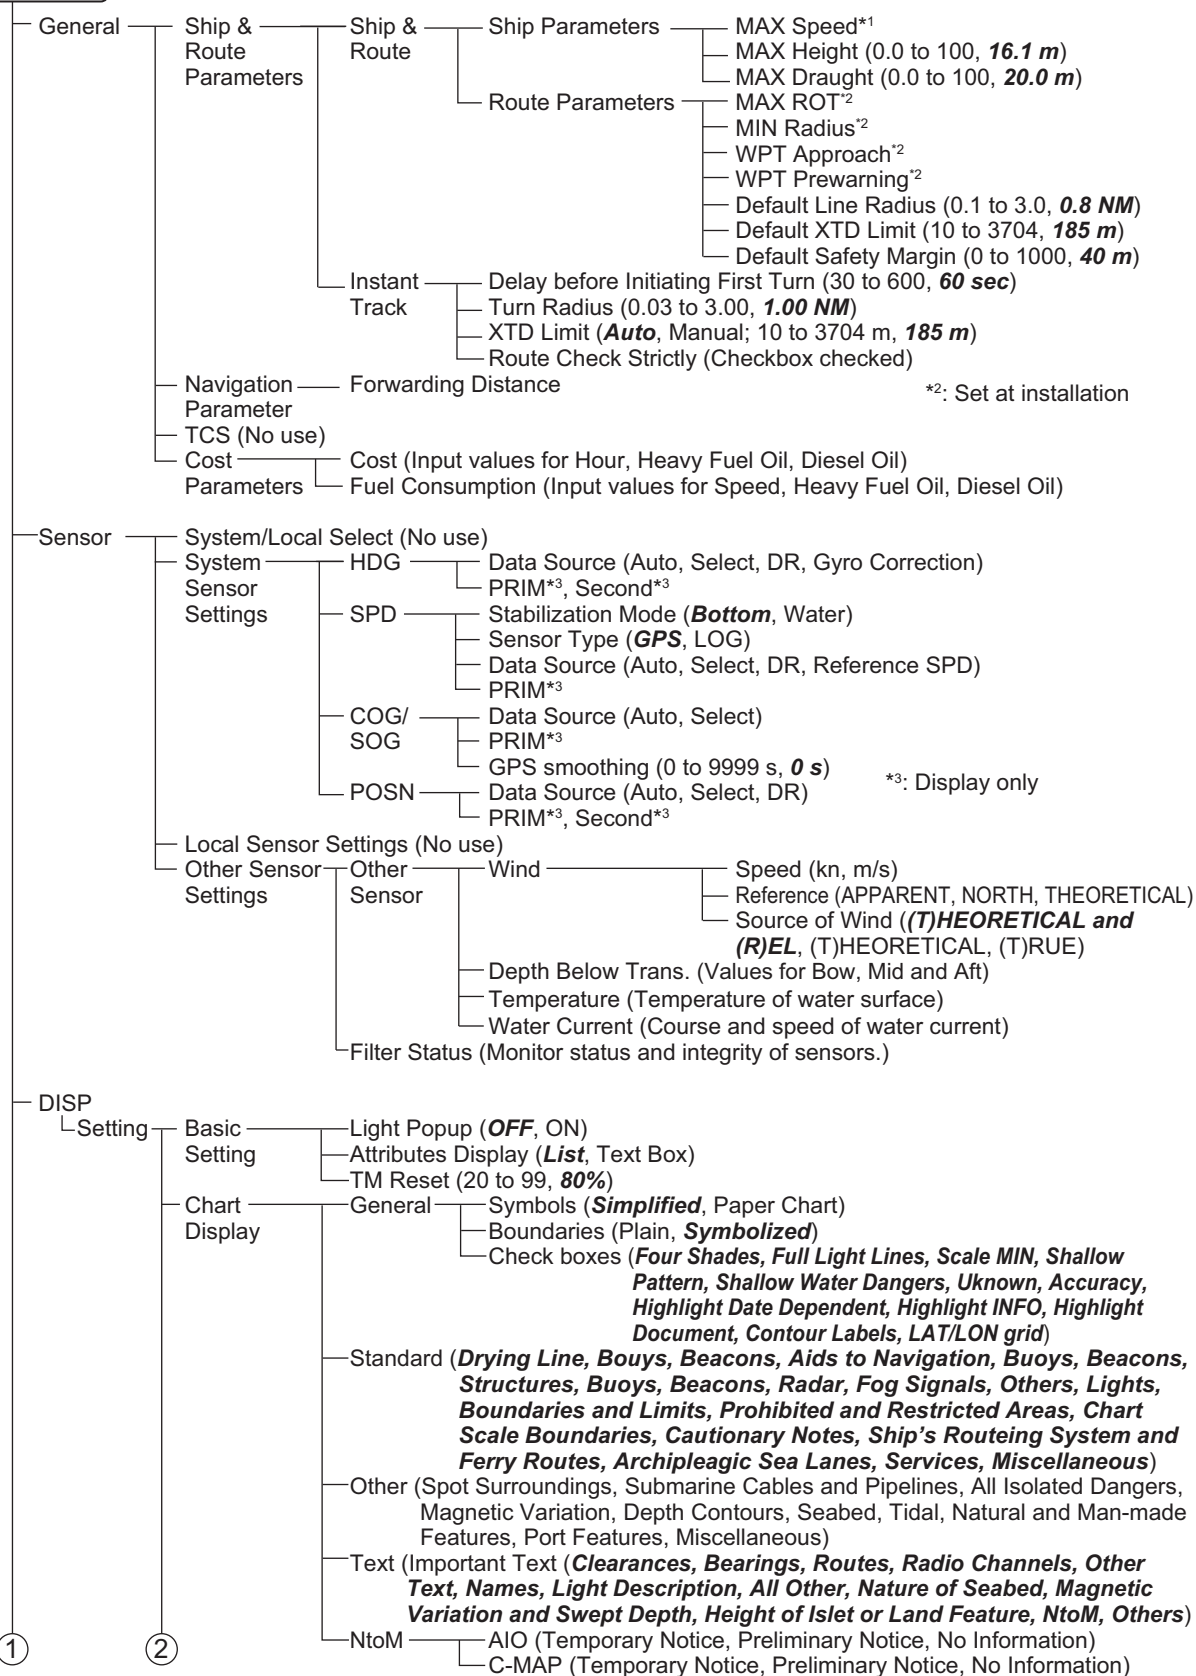 General
Ship & Route Parameters
Ship & Route
Ship Parameters
MAX Speed*1
MAX Height (0.0 to 100, 16.1 m)
MAX Draught (0.0 to 100, 20.0 m)
Route Parameters
MAX ROT*2
MIN Radius*2
WPT Approach*2
WPT Prewarning*2
Default Line Radius (0.1 to 3.0, 0.8 NM)
Default XTD Limit (10 to 3704, 185 m)
Default Safety Margin (0 to 1000, 40 m)
Instant Track
Delay before Initiating First Turn (30 to 600, 60 sec)
Turn Radius (0.03 to 3.00, 1.00 NM)
XTD Limit (Auto, Manual; 10 to 3704 m, 185 m)
Route Check Strictly (Checkbox checked)
Navigation Parameter
Forwarding Distance
*2: Set at installation
TCS (No use)
Cost Parameters
Cost (Input values for Hour, Heavy Fuel Oil, Diesel Oil)
Fuel Consumption (Input values for Speed, Heavy Fuel Oil, Diesel Oil)
Sensor
System/Local Select (No use)
System Sensor Settings
HDG
Data Source (Auto, Select, DR, Gyro Correction)
PRIM*3, Second*3
SPD
Stabilization Mode (Bottom, Water)
Sensor Type (GPS, LOG)
Data Source (Auto, Select, DR, Reference SPD)
PRIM*3
COG/
SOG
Data Source (Auto, Select)
PRIM*3
GPS smoothing (0 to 9999 s, 0 s)
*3: Display only
POSN
Data Source (Auto, Select, DR)
PRIM*3, Second*3
Local Sensor Settings (No use)
Other Sensor Settings
Other Sensor
Wind
Speed (kn, m/s)
Reference (APPARENT, NORTH, THEORETICAL)
Source of Wind ((T)HEORETICAL and
(R)EL, (T)HEORETICAL, (T)RUE)
Depth Below Trans. (Values for Bow, Mid and Aft)
Temperature (Temperature of water surface)
Water Current (Course and speed of water current)
Filter Status (Monitor status and integrity of sensors.)
DISP
Setting
Basic Setting
Light Popup (OFF, ON)
Attributes Display (List, Text Box)
TM Reset (20 to 99, 80%)
Chart Display
General
Symbols (Simplified, Paper Chart)
Boundaries (Plain, Symbolized)
Check boxes (Four Shades, Full Light Lines, Scale MIN, Shallow
Pattern, Shallow Water Dangers, Uknown, Accuracy,
Highlight Date Dependent, Highlight INFO, Highlight
Document, Contour Labels, LAT/LON grid)
Standard (Drying Line, Bouys, Beacons, Aids to Navigation, Buoys, Beacons,
Structures, Buoys, Beacons, Radar, Fog Signals, Others, Lights,
Boundaries and Limits, Prohibited and Restricted Areas, Chart
Scale Boundaries, Cautionary Notes, Ship's Routeing System and
Ferry Routes, Archipleagic Sea Lanes, Services, Miscellaneous)
Other (Spot Surroundings, Submarine Cables and Pipelines, All Isolated Dangers,
Magnetic Variation, Depth Contours, Seabed, Tidal, Natural and Man-made
Features, Port Features, Miscellaneous)
Text (Important Text (Clearances, Bearings, Routes, Radio Channels, Other
Text, Names, Light Description, All Other, Nature of Seabed, Magnetic
Variation and Swept Depth, Height of Islet or Land Feature, NtoM, Others)
NtoM
AIO (Temporary Notice, Preliminary Notice, No Information)
C-MAP (Temporary Notice, Preliminary Notice, No Information)
1
2